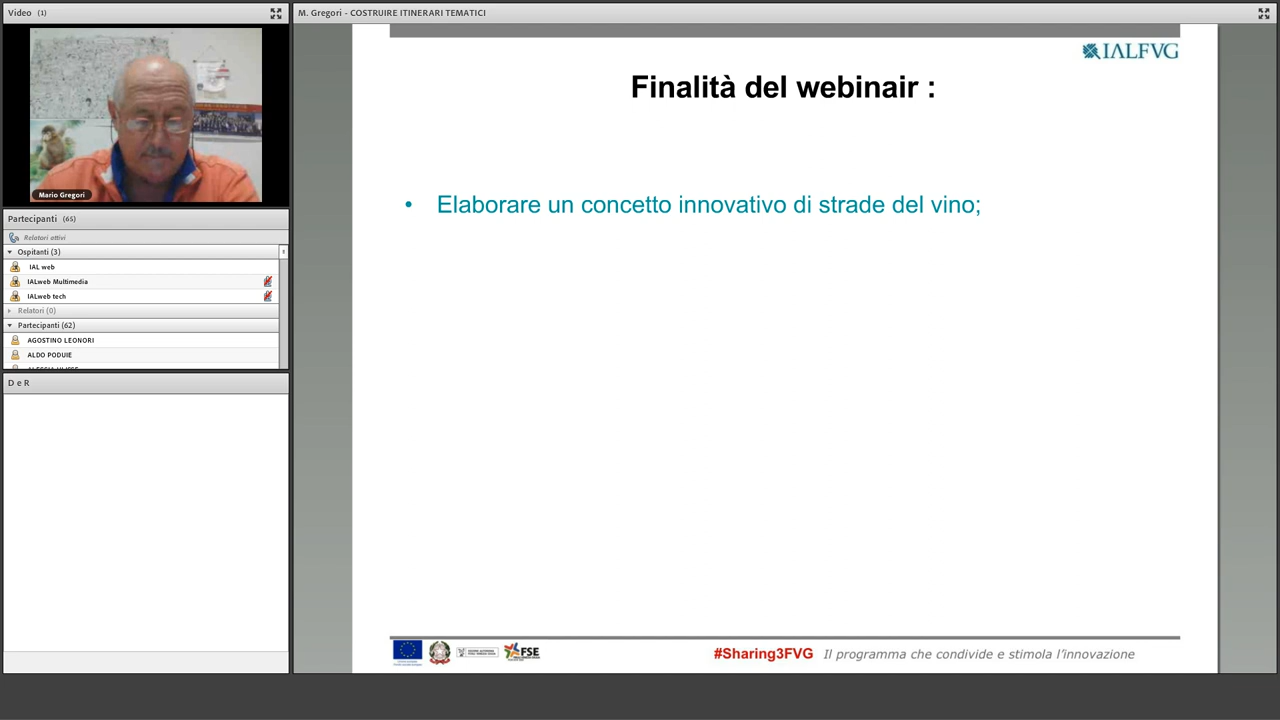 Video (1)
Mario Gregori
Partecipanti (65)
Relatori attivi
Ospitanti (3)
IAL web
IALweb Multimedia
IALweb tech
Relatori (0)
Partecipanti (62)
AGOSTINO LEONORI
ALDO PODUIE
D e R
M. Gregori - COSTRUIRE ITINERARI TEMATICI
IALFVG
Finalità del webinair :
• Elaborare un concetto innovativo di strade del vino;
FSE
#Sharing3FVG Il programma che condivide e stimola l'innovazione